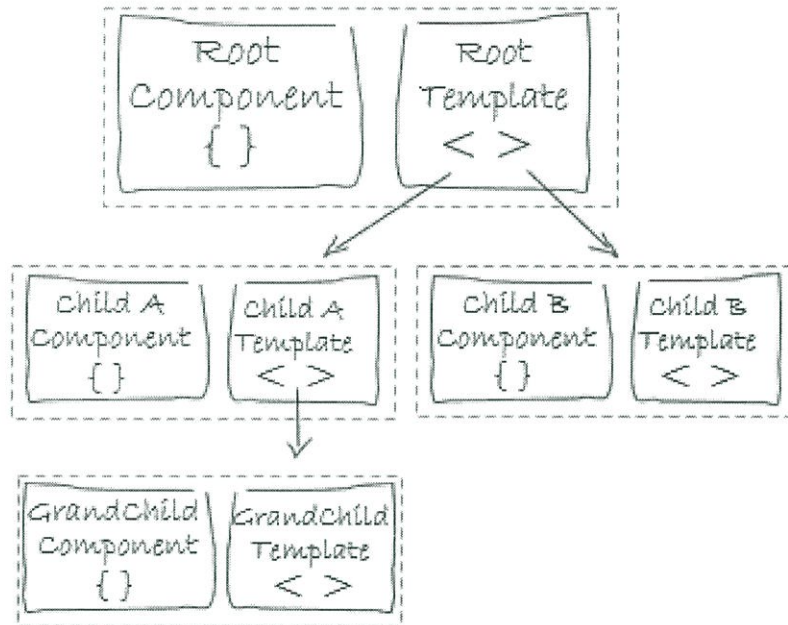 Root
Component
{ }
Root
Template
< >
Child A
Component
{ }
Child A
Template
< >
Child B
Component
{ }
Child B
Template
< >
GrandChild
Component
{ }
GrandChild
Template
< >